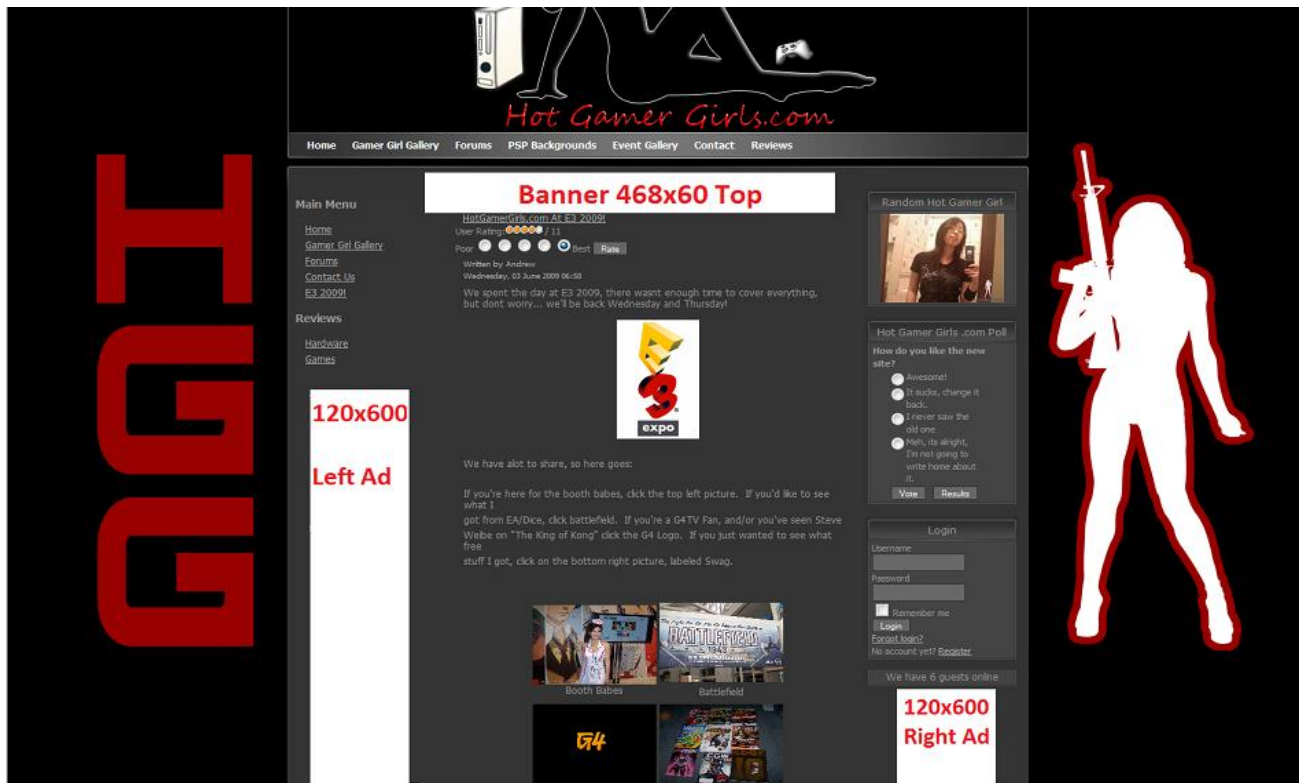 Hot Gamer Girls.com
Home Gamer Girl Gallery Forums PSP Backgrounds Event Gallery Contact Reviews
HGG
Main Menu
Home
Gamer Girl Gallery
Forums
Contact Us
E3 2009!
Reviews
Hardware
Games
120x600
Left Ad
Banner 468x60 Top
HotGamerGirls.com At E3 2009!
User Rating: / 11
Poor Best Rate
Written by Andrew
Wednesday, 03 June 2009 06:50
We spent the day at E3 2009, there wasnt enough time to cover everything,
but dont worry... we'll be back Wednesday and Thursday!
E3
expo
We have alot to share, so here goes:
If you're here for the booth babes, click the top left picture. If you'd like to see
what I
got from EA/Dice, click battlefield. If you're a G4TV Fan, and/or you've seen Steve
Weibe on "The King of Kong" click the G4 Logo. If you just wanted to see what
free
stuff I got, click on the bottom right picture, labeled Swag.
BATTLEFIELD
1943
Booth Babes
Battlefield
G4
Random Hot Gamer Girl
Hot Gamer Girls .com Poll
How do you like the new
site?
Awesome!
It sucks, change it
back.
I never saw the
old one
Meh, its alright,
I'm not going to
write home about
it.
Vote Results
Login
Username
Password
Remember me
Login
Forgot login?
No account yet? Register
We have 6 guests online
120x600
Right Ad